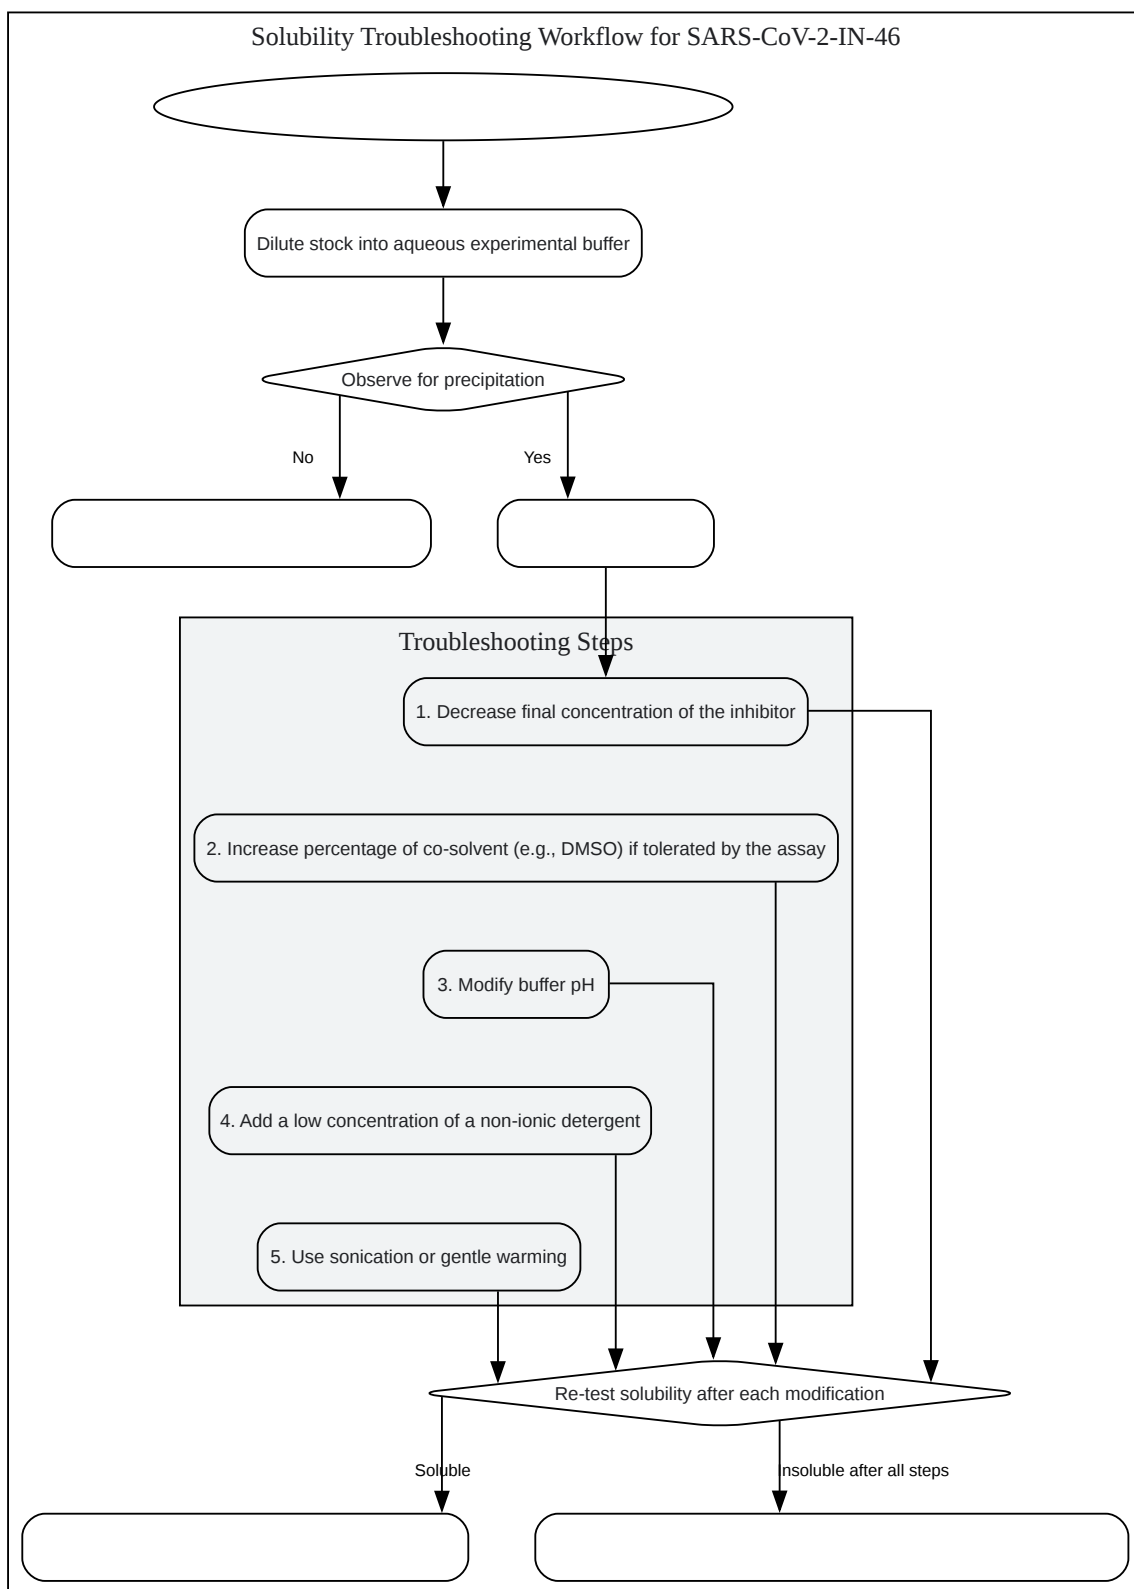 Solubility Troubleshooting Workflow for SARS-CoV-2-IN-46
Dilute stock into aqueous experimental buffer
Observe for precipitation
No
Yes
Troubleshooting Steps
1. Decrease final concentration of the inhibitor
2. Increase percentage of co-solvent (e.g., DMSO) if tolerated by the assay
3. Modify buffer pH
4. Add a low concentration of a non-ionic detergent
5. Use sonication or gentle warming
Re-test solubility after each modification
Soluble
Insoluble after all steps